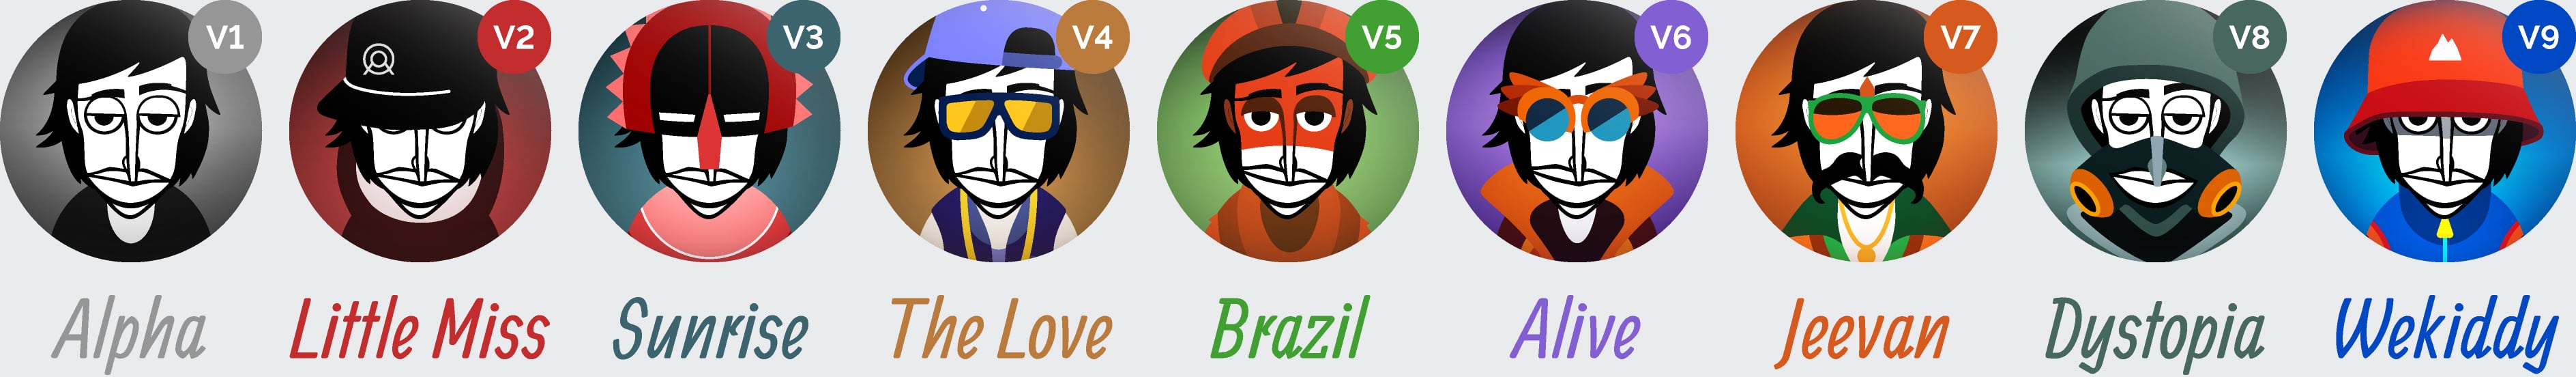 V1
V2
V3
V4
V5
V6
V7
V8
V9
Alpha
Little Miss
Sunrise
The Love
Brazil
Alive
Jeevan
Dystopia
Wekiddy